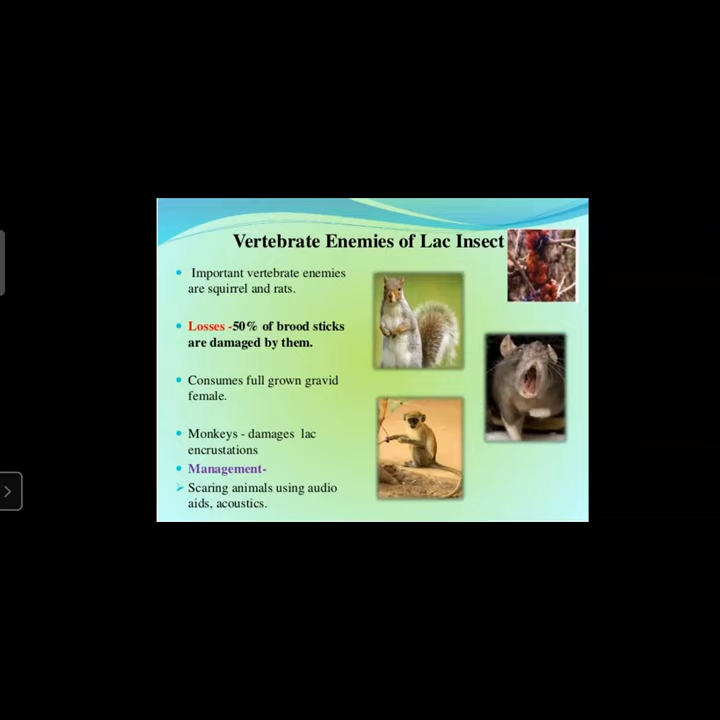 Vertebrate Enemies of Lac Insect
• Important vertebrate enemies
are squirrel and rats.
• Losses -50% of brood sticks
are damaged by them.
• Consumes full grown gravid
female.
• Monkeys - damages lac
encrustations
• Management-
➢ Scaring animals using audio
aids, acoustics.